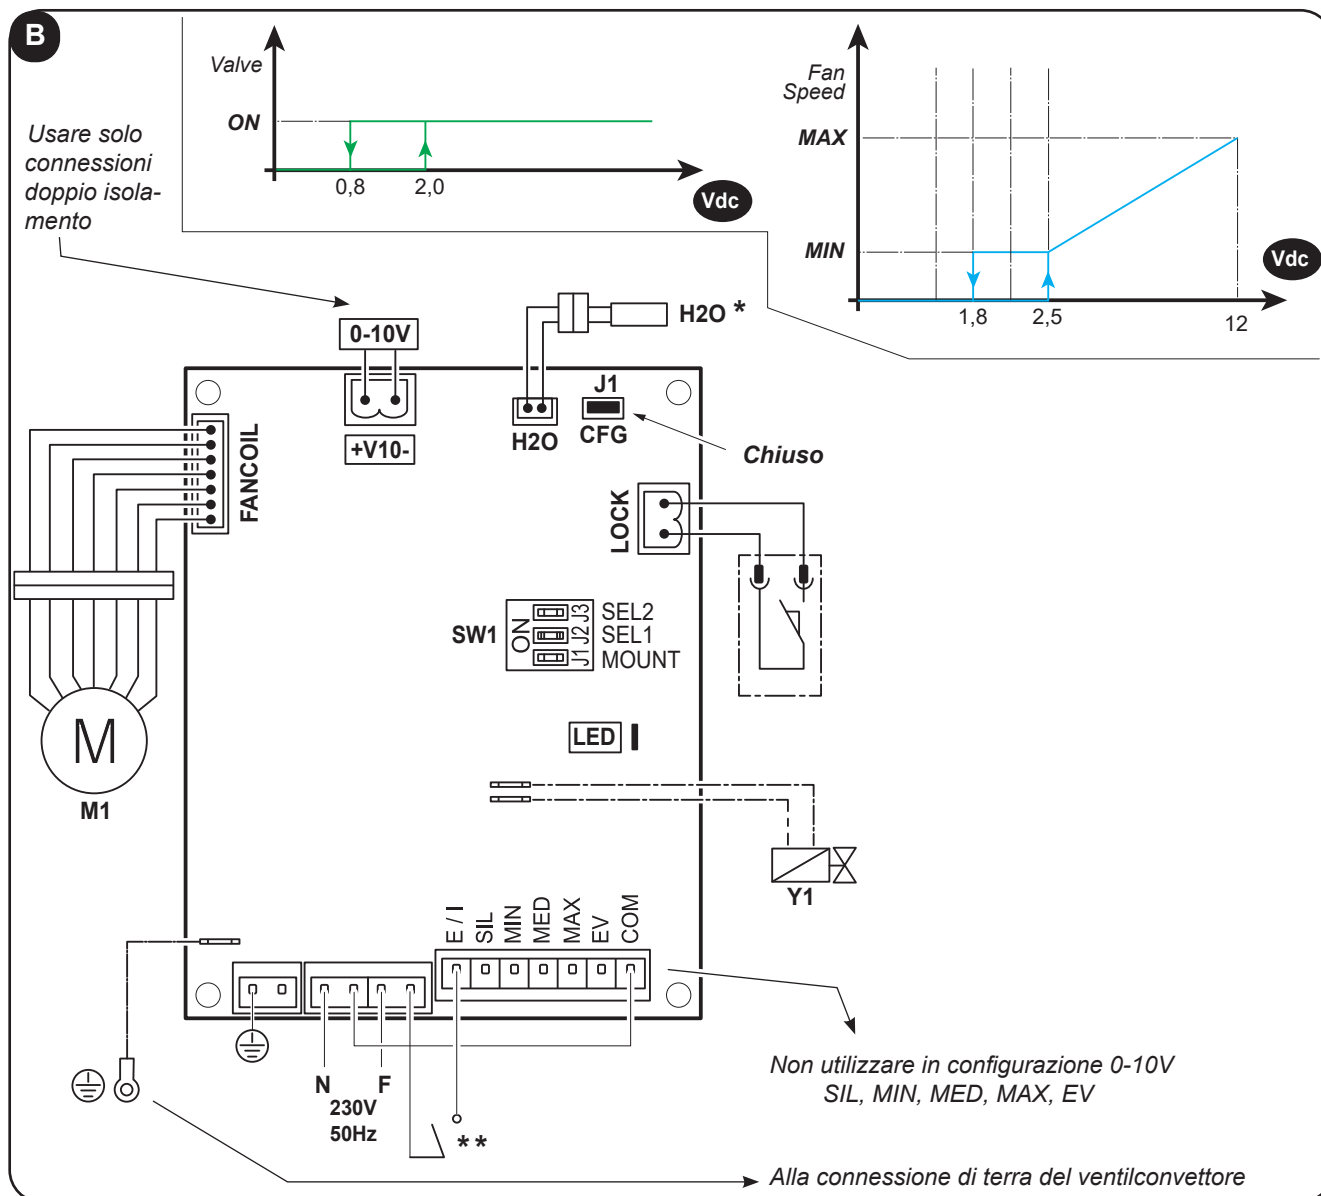 B
Valve
ON
0,8
2,0
Vdc
Fan
Speed
MAX
MIN
1,8
2,5
12
Vdc
Usare solo
connessioni
doppio isola-
mento
0-10V
+V10-
H2O *
H2O
J1
CFG
Chiuso
FANCOIL
LOCK
SW1
ON
J3
J2
J1
SEL2
SEL1
MOUNT
M
M1
LED
Y1
E / I
SIL
MIN
MED
MAX
EV
COM
N
F
230V
50Hz
**
Non utilizzare in configurazione 0-10V
SIL, MIN, MED, MAX, EV
Alla connessione di terra del ventilconvettore